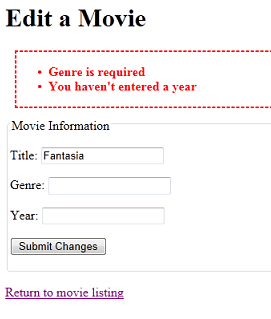 Edit a Movie
Genre is required
You haven't entered a year
Movie Information
Title: Fantasia
Genre:
Year:
Submit Changes
Return to movie listing